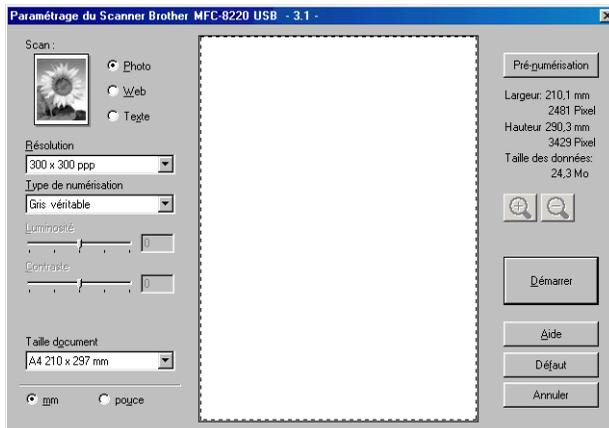 Paramétrage du Scanner Brother MFC-8220 USB - 3.1 -
Scan :
Photo
Web
Texte
Résolution
300 x 300 ppp
Type de numérisation
Gris véritable
Luminosité
0
Contraste
0
Taille document
A4 210 x 297 mm
mm
pouce
Pré-numérisation
Largeur: 210,1 mm
2481 Pixel
Hauteur 290,3 mm
3429 Pixel
Taille des données:
24,3 Mo
Démarrer
Aide
Défaut
Annuler